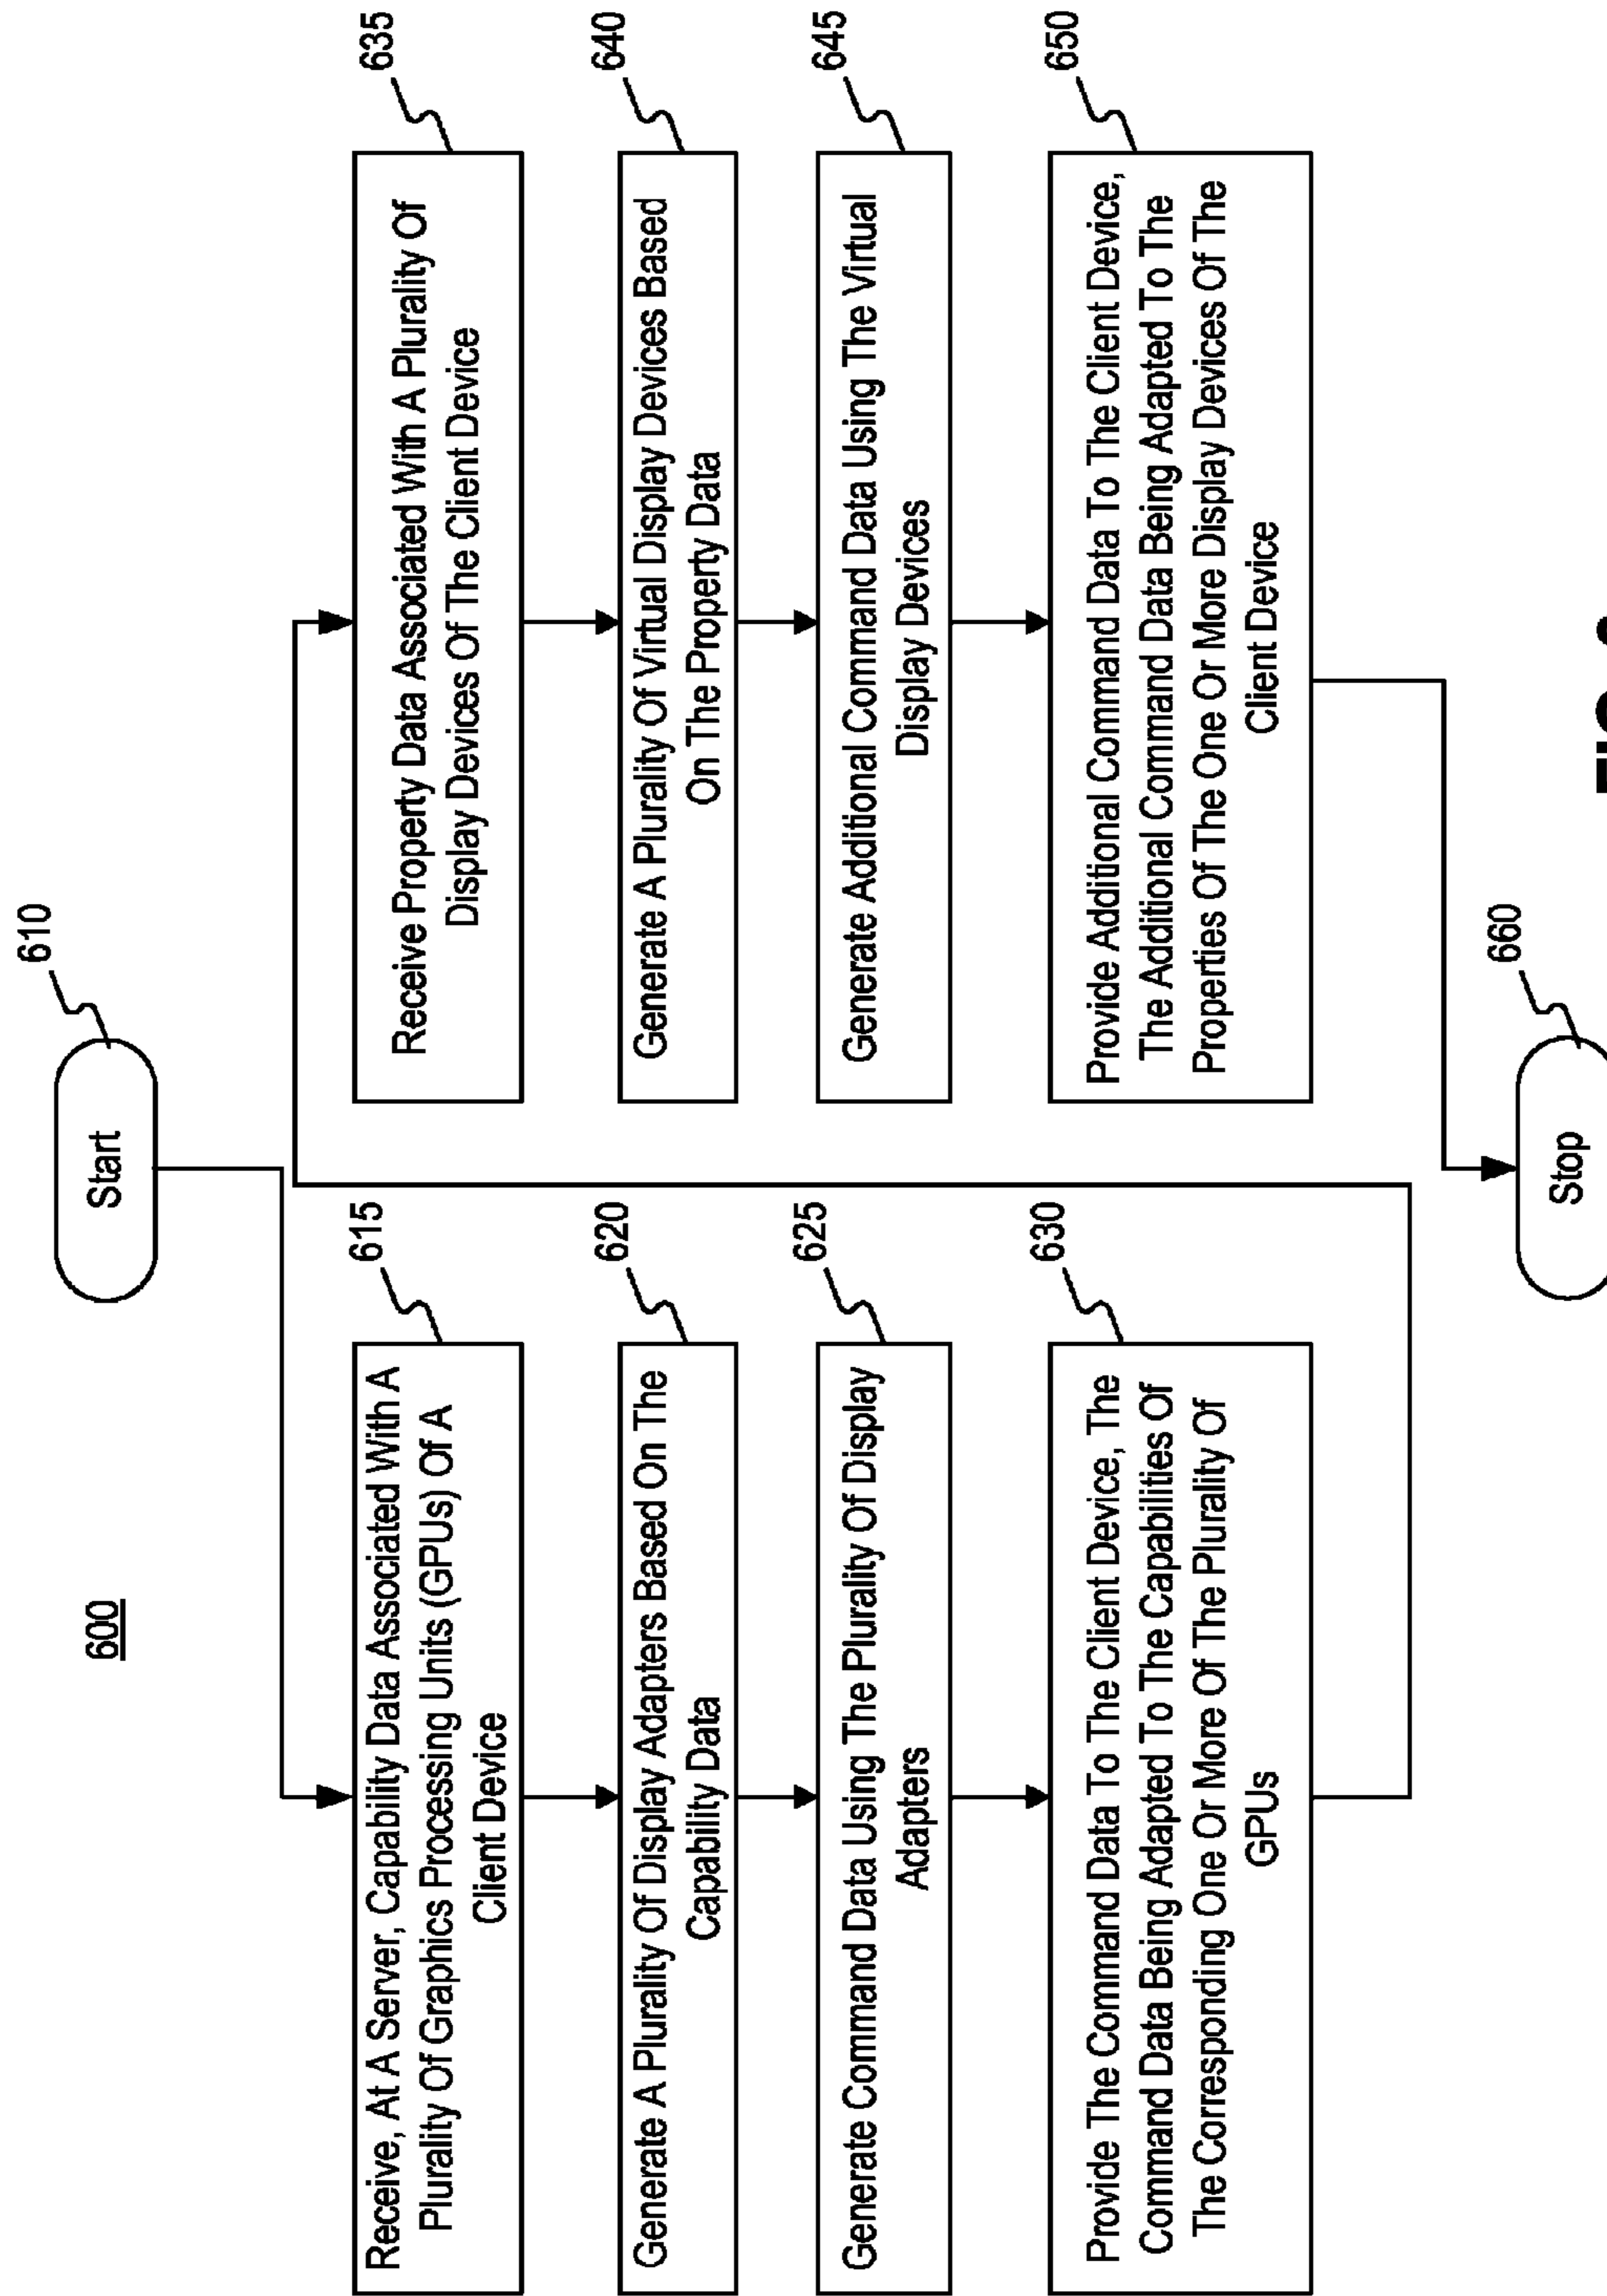 600
610
Start
615
Receive, At A Server, Capability Data Associated With A
Plurality Of Graphics Processing Units (GPUs) Of A
Client Device
620
Generate A Plurality Of Display Adapters Based On The
Capability Data
625
Generate Command Data Using The Plurality Of Display
Adapters
630
Provide The Command Data To The Client Device, The
Command Data Being Adapted To The Capabilities Of
The Corresponding One Or More Of The Plurality Of
GPUs
635
Receive Property Data Associated With A Plurality Of
Display Devices Of The Client Device
640
Generate A Plurality Of Virtual Display Devices Based
On The Property Data
645
Generate Additional Command Data Using The Virtual
Display Devices
650
Provide Additional Command Data To The Client Device,
The Additional Command Data Being Adapted To The
Properties Of The One Or More Display Devices Of The
Client Device
660
Stop